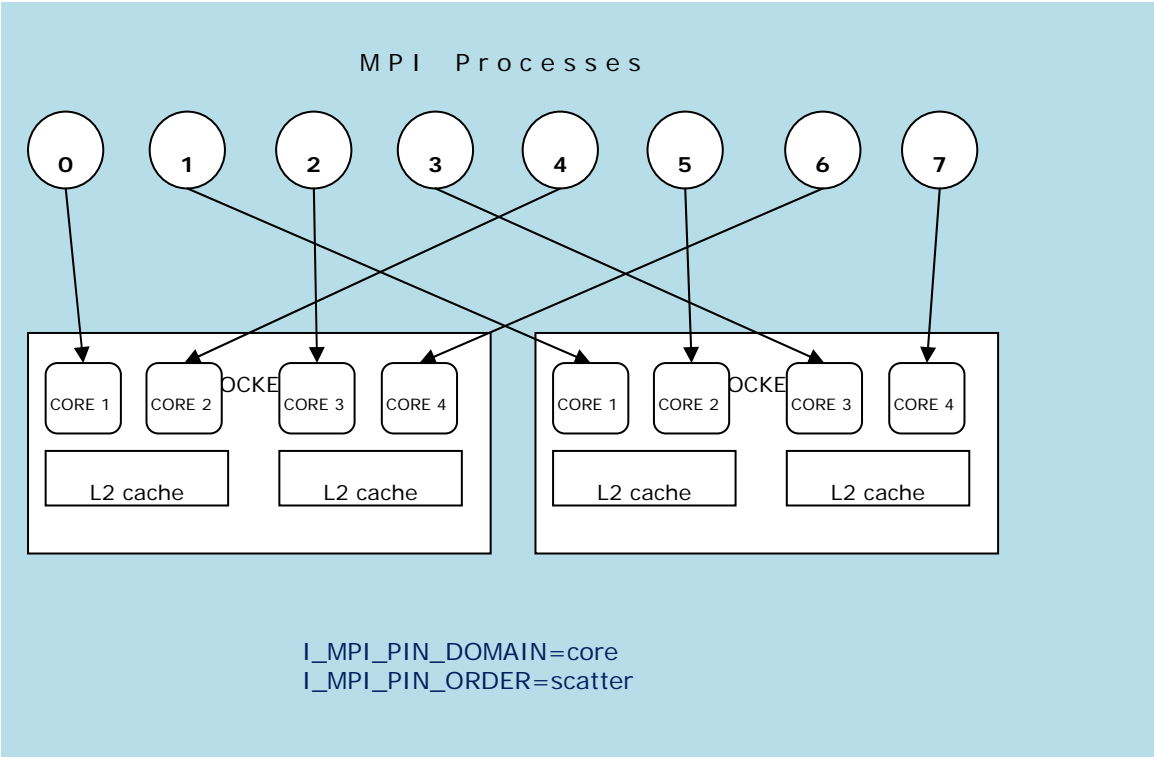 MPI Processes
0 1 2 3 4 5 6 7
OCKE OCKE
CORE 1 CORE 2 CORE 3 CORE 4 CORE 1 CORE 2 CORE 3 CORE 4
L2 cache L2 cache L2 cache L2 cache
I_MPI_PIN_DOMAIN=core
I_MPI_PIN_ORDER=scatter